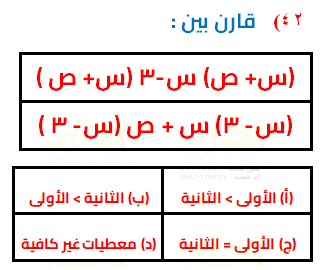 ٤٢) قارن بين :
(س+ ص) س-٣ (س+ ص )
(س- ٣) س + ص (س- ٣ )
(أ) الأولى > الثانية
(ب) الثانية > الأولى
(ج) الأولى = الثانية
(د) معطيات غير كافية